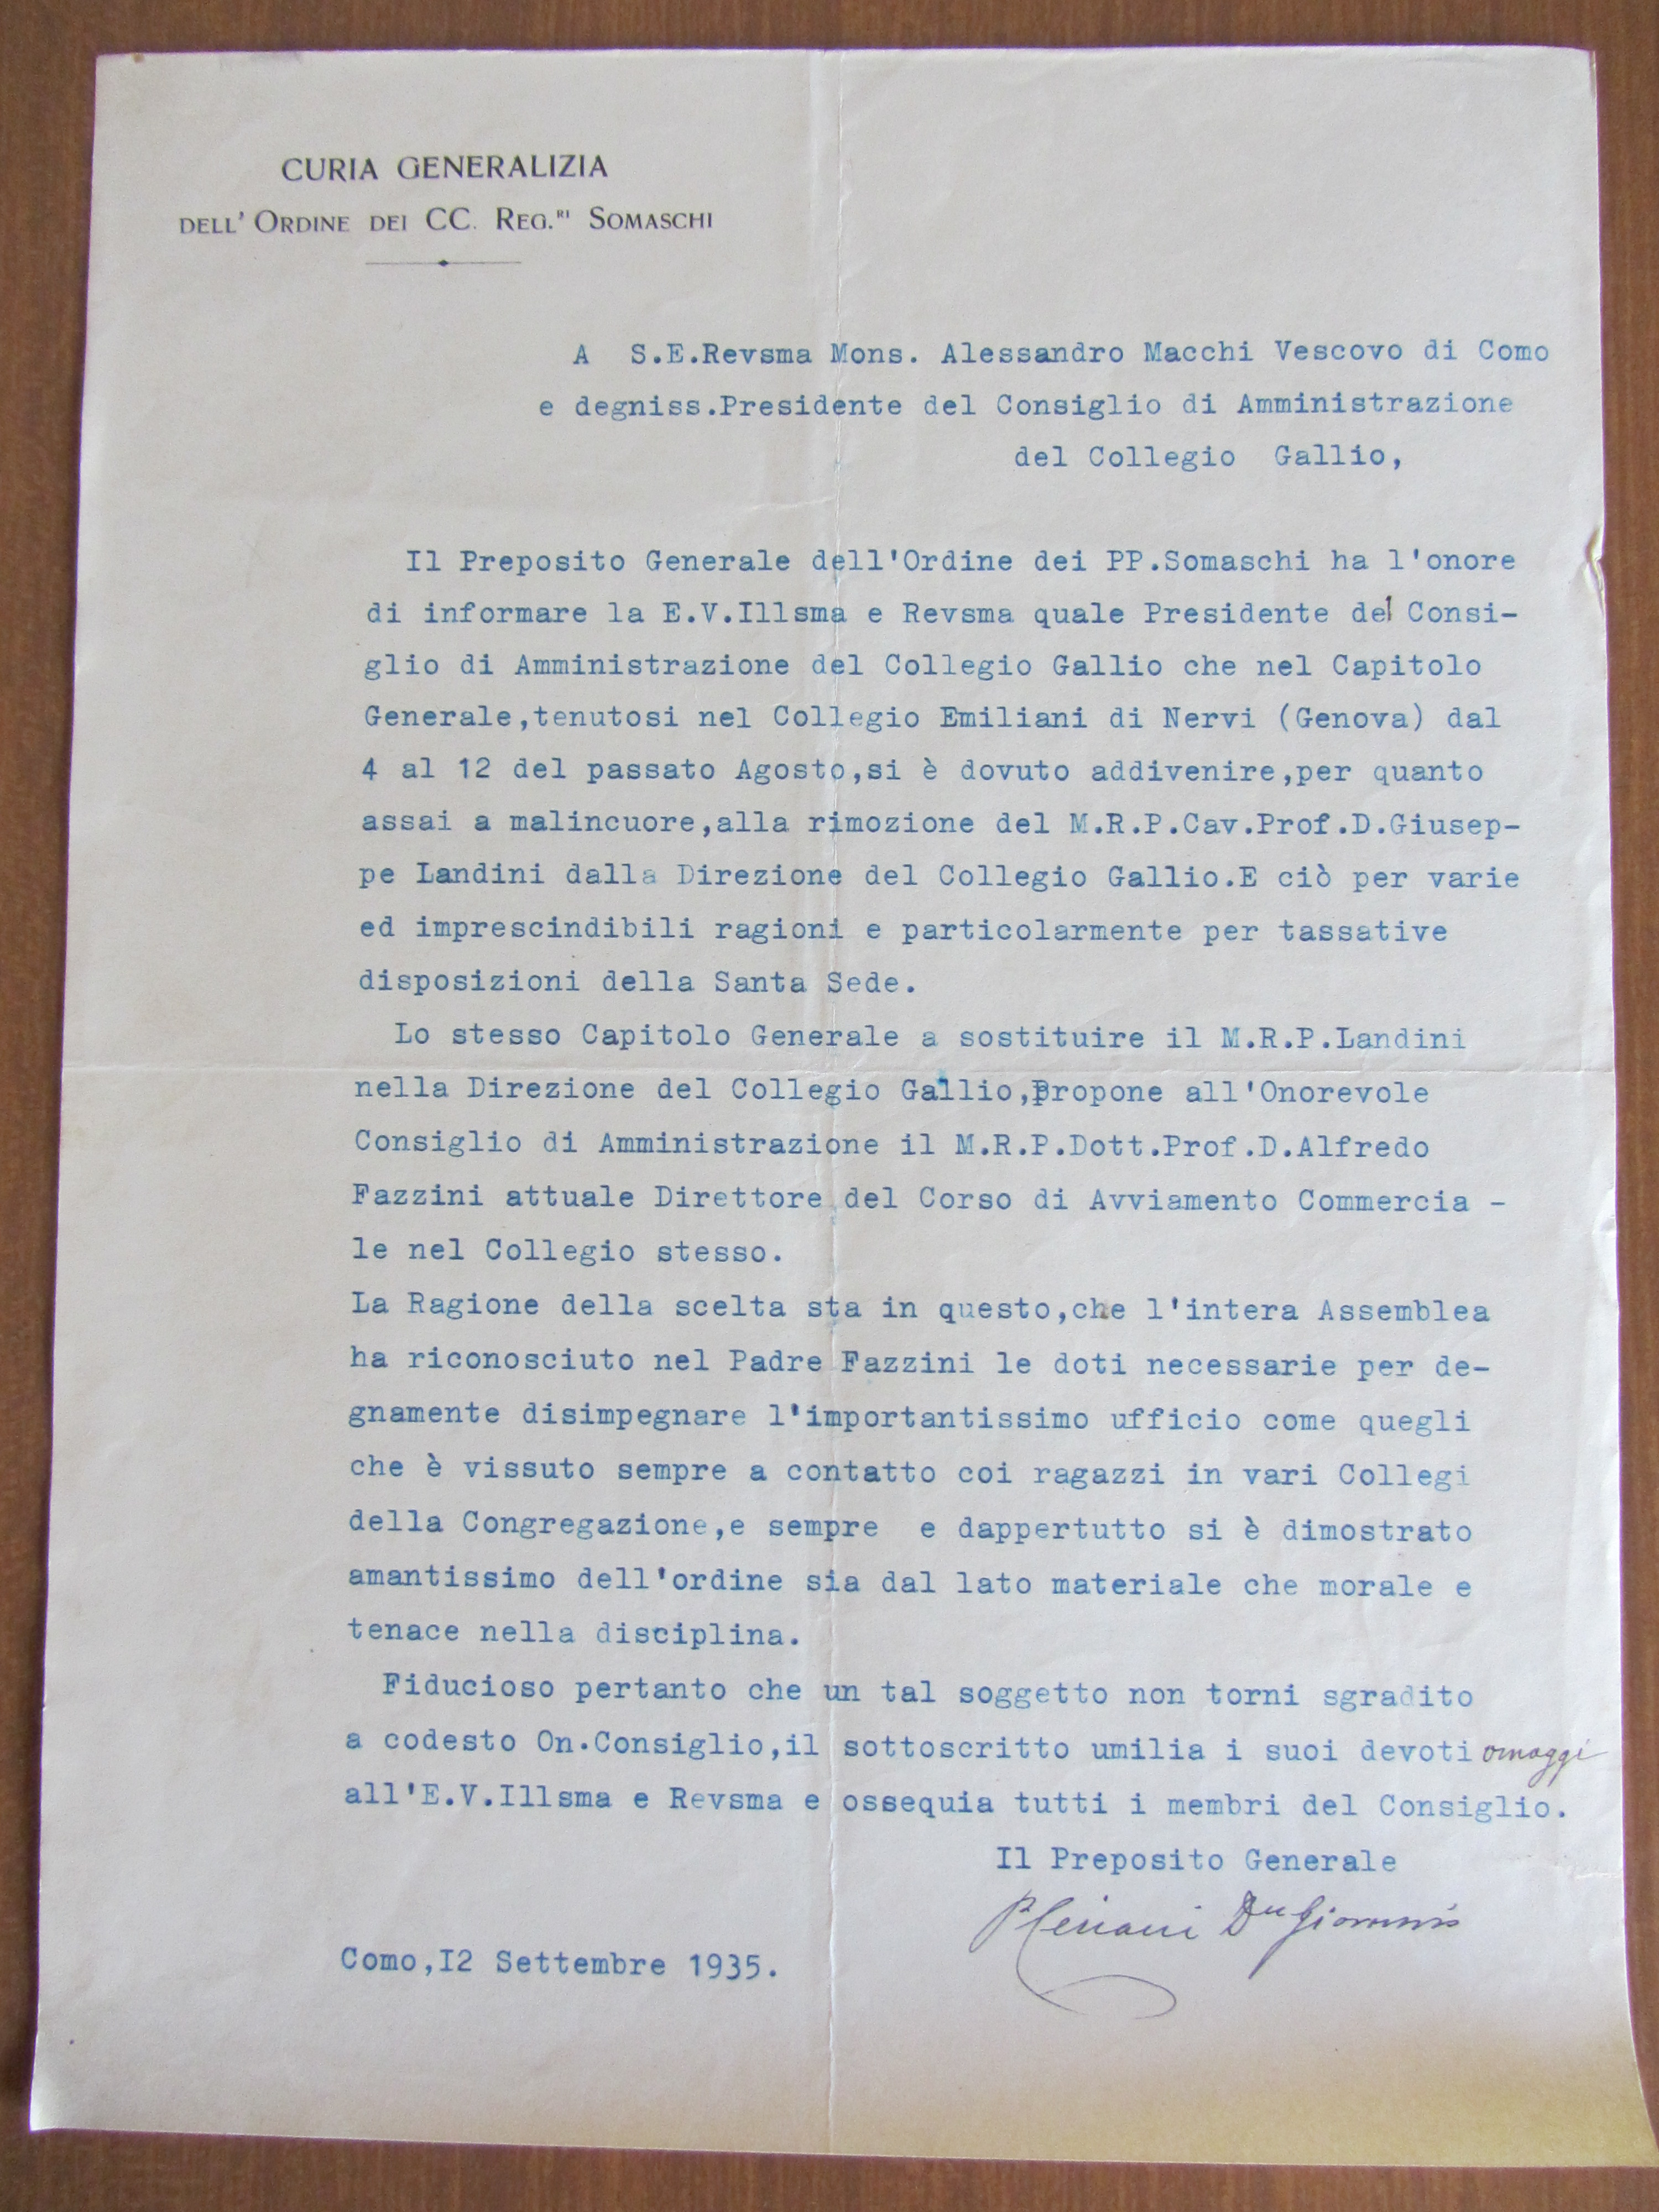 CURIA GENERALIZIA
DELL' ORDINE DEI CC. REG.RI SOMASCHI
A S.E.Revsma Mons. Alessandro Macchi Vescovo di Como
e degniss.Presidente del Consiglio di Amministrazione
del Collegio Gallio,
Il Preposito Generale dell'Ordine dei PP.Somaschi ha l'onore
di informare la E.V.Illsma e Revsma quale Presidente del Consi-
glio di Amministrazione del Collegio Gallio che nel Capitolo
Generale,tenutosi nel Collegio Emiliani di Nervi (Genova) dal
4 al 12 del passato Agosto,si è dovuto addivenire,per quanto
assai a malincuore,alla rimozione del M.R.P.Cav.Prof.D.Giusep-
pe Landini dalla Direzione del Collegio Gallio.E ciò per varie
ed imprescindibili ragioni e particolarmente per tassative
disposizioni della Santa Sede.
Lo stesso Capitolo Generale a sostituire il M.R.P.Landini
nella Direzione del Collegio Gallio,propone all'Onorevole
Consiglio di Amministrazione il M.R.P.Dott.Prof.D.Alfredo
Fazzini attuale Direttore del Corso di Avviamento Commercia -
le nel Collegio stesso.
La Ragione della scelta sta in questo,che l'intera Assemblea
ha riconosciuto nel Padre Fazzini le doti necessarie per de-
gnamente disimpegnare l'importantissimo ufficio come quegli
che è vissuto sempre a contatto coi ragazzi in vari Collegi
della Congregazione,e sempre e dappertutto si è dimostrato
amantissimo dell'ordine sia dal lato materiale che morale e
tenace nella disciplina.
Fiducioso pertanto che un tal soggetto non torni sgradito
a codesto On.Consiglio,il sottoscritto umilia i suoi devoti omaggi
all'E.V.Illsma e Revsma e ossequia tutti i membri del Consiglio.
Il Preposito Generale
Como,I2 Settembre 1935.